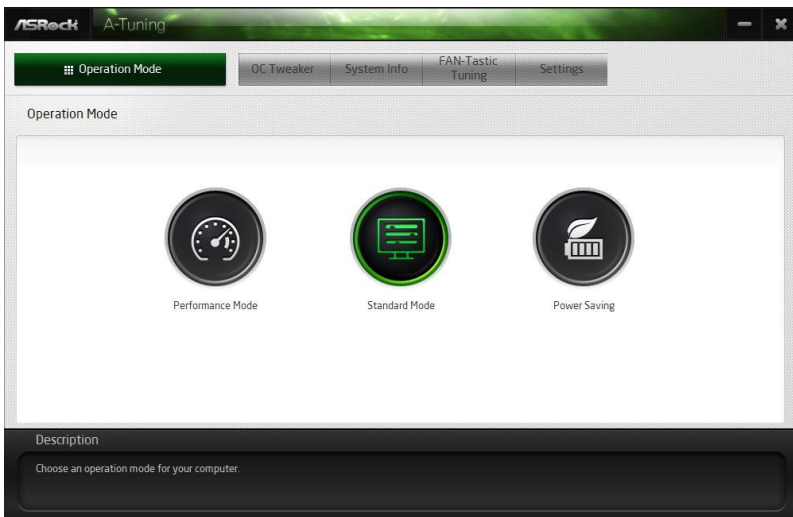 ASRock A-Tuning
Operation Mode
OC Tweaker
System Info
FAN-Tastic
Tuning
Settings
Operation Mode
Performance Mode
Standard Mode
Power Saving
Description
Choose an operation mode for your computer.